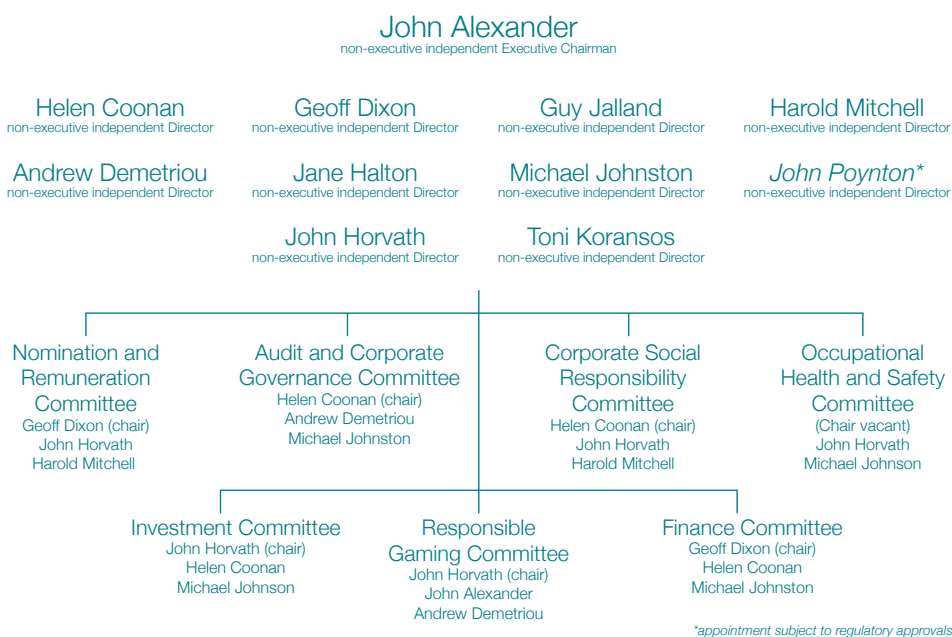 John Alexander
non-executive independent Executive Chairman
Helen Coonan
non-executive independent Director
Geoff Dixon
non-executive independent Director
Guy Jalland
non-executive independent Director
Harold Mitchell
non-executive independent Director
Andrew Demetriou
non-executive independent Director
Jane Halton
non-executive independent Director
Michael Johnston
non-executive independent Director
John Poynton*
non-executive independent Director
John Horvath
non-executive independent Director
Toni Koransos
non-executive independent Director
Nomination and
Remuneration
Committee
Geoff Dixon (chair)
John Horvath
Harold Mitchell
Audit and Corporate
Governance Committee
Helen Coonan (chair)
Andrew Demetriou
Michael Johnston
Corporate Social
Responsibility
Committee
Helen Coonan (chair)
John Horvath
Harold Mitchell
Occupational
Health and Safety
Committee
(Chair vacant)
John Horvath
Michael Johnson
Investment Committee
John Horvath (chair)
Helen Coonan
Michael Johnson
Responsible
Gaming Committee
John Horvath (chair)
John Alexander
Andrew Demetriou
Finance Committee
Geoff Dixon (chair)
Helen Coonan
Michael Johnston
*appointment subject to regulatory approvals